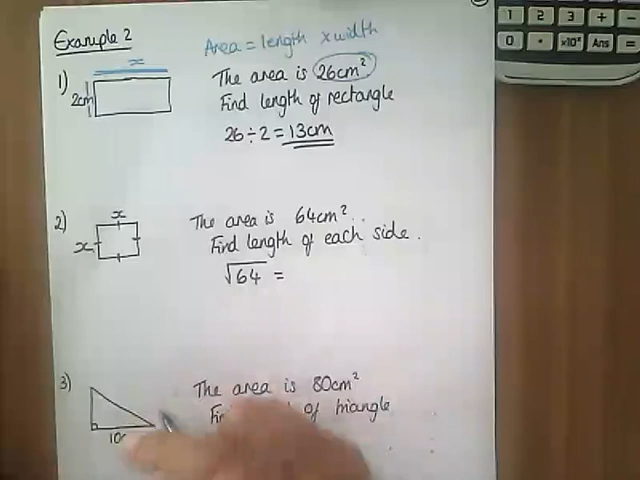 Example 2
Area = length x width
1)
x
The area is 26cm²
2cm
Find length of rectangle
26 ÷ 2 = 13cm
2)
x
x
The area is 64cm²..
Find length of each side.
√64 =
3)
The area is 80cm²
of triangle
1 2 3 + −
0 . ×10ˣ Ans =